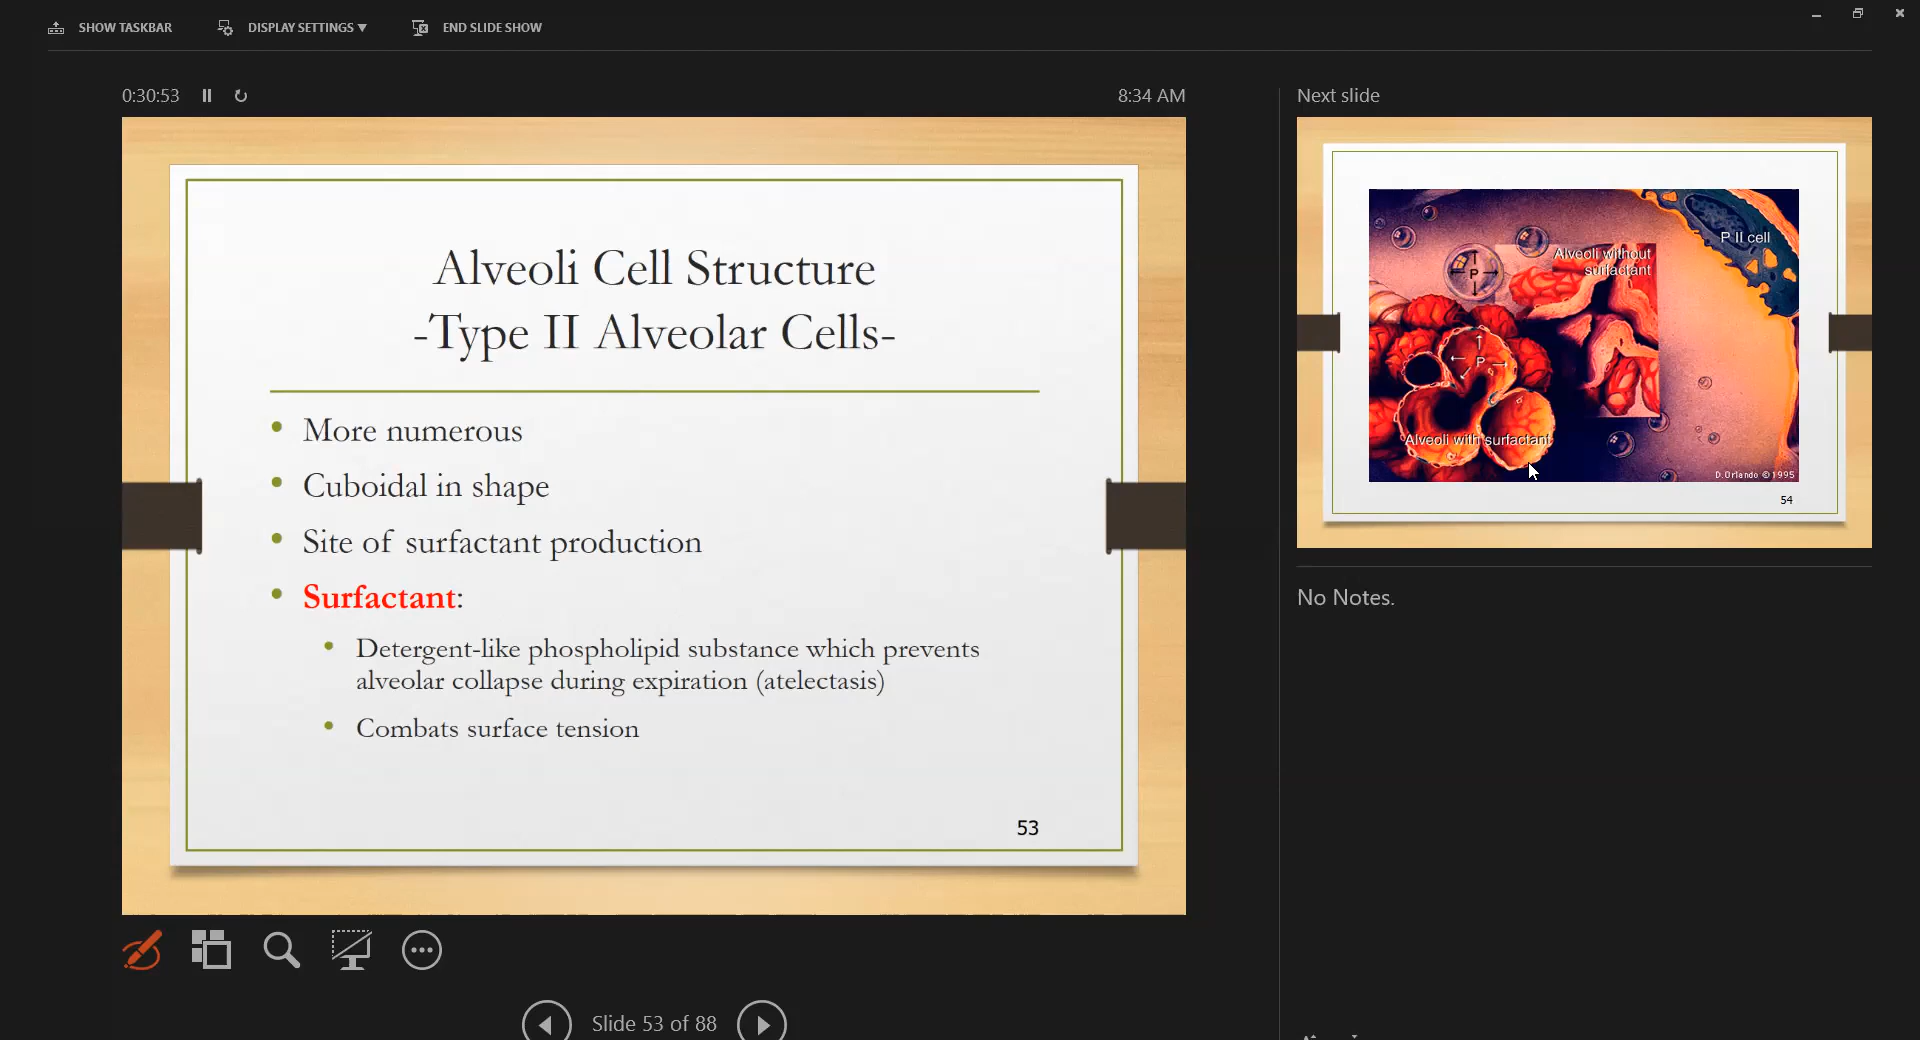 SHOW TASKBAR
DISPLAY SETTINGS ▼
END SLIDE SHOW
0:30:53
8:34 AM
Alveoli Cell Structure
-Type II Alveolar Cells-
• More numerous
• Cuboidal in shape
• Site of surfactant production
• Surfactant:
• Detergent-like phospholipid substance which prevents
alveolar collapse during expiration (atelectasis)
• Combats surface tension
53
Slide 53 of 88
Next slide
P II cell
Alveoli without
surfactant
P
P
Alveoli with surfactant
D.Orlando ©1995
54
No Notes.